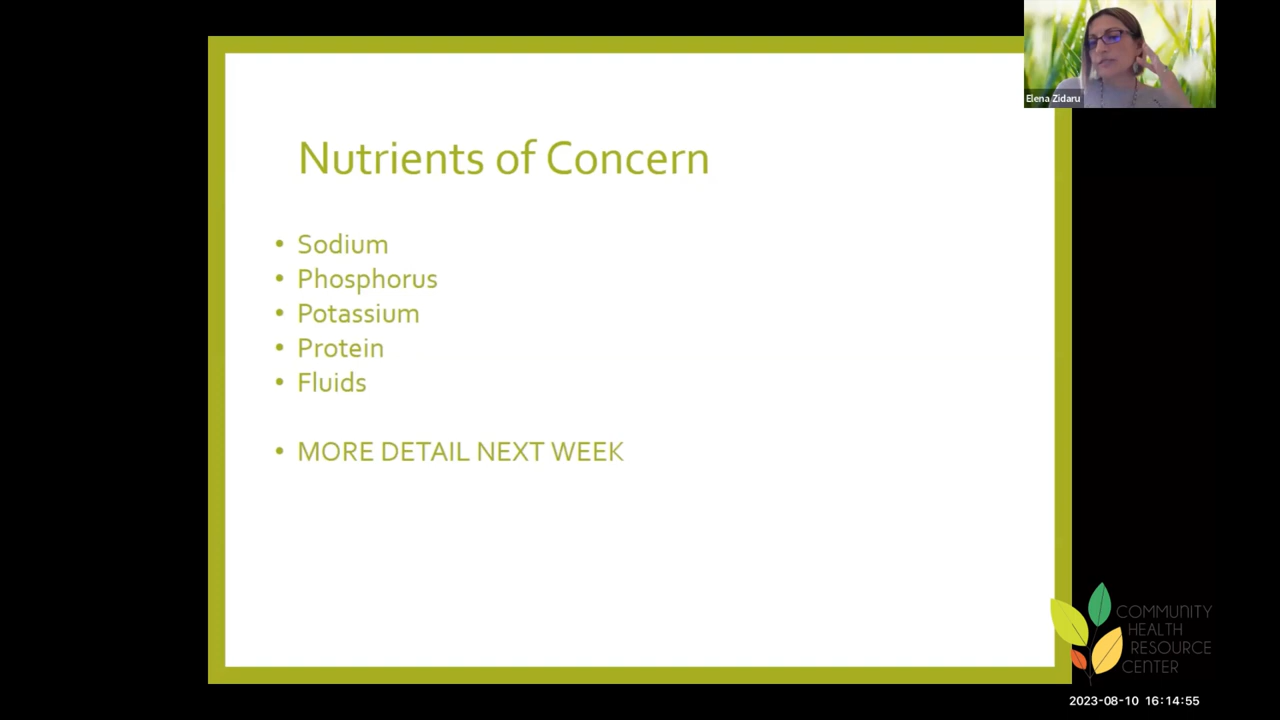 Elena Zidaru
Nutrients of Concern
• Sodium
• Phosphorus
• Potassium
• Protein
• Fluids
• MORE DETAIL NEXT WEEK
COMMUNITY
HEALTH
RESOURCE
CENTER
2023-08-10 16:14:55